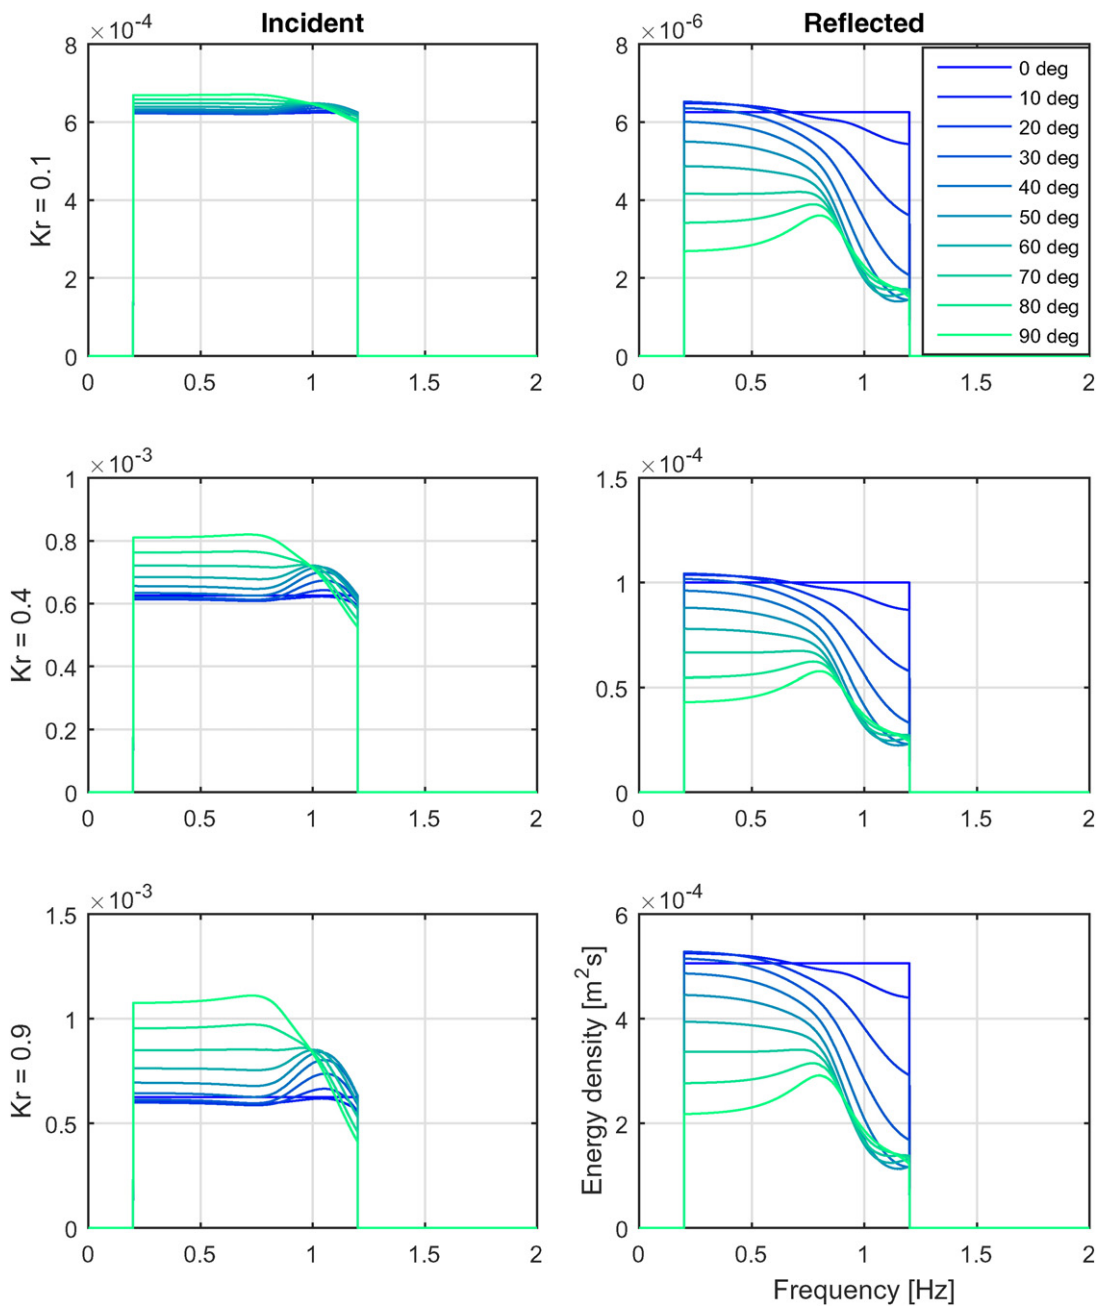 Incident
×10-4
8
6
4
2
0
0 0.5 1 1.5 2
Kr = 0.1
Reflected
×10-6
8
6
4
2
0
0 0.5 1 1.5 2
0 deg
10 deg
20 deg
30 deg
40 deg
50 deg
60 deg
70 deg
80 deg
90 deg
×10-3
1
0.8
0.6
0.4
0.2
0
0 0.5 1 1.5 2
Kr = 0.4
×10-4
1.5
1
0.5
0
0 0.5 1 1.5 2
×10-3
1.5
1
0.5
0
0 0.5 1 1.5 2
Kr = 0.9
×10-4
6
4
2
0
0 0.5 1 1.5 2
Energy density [m2s]
Frequency [Hz]